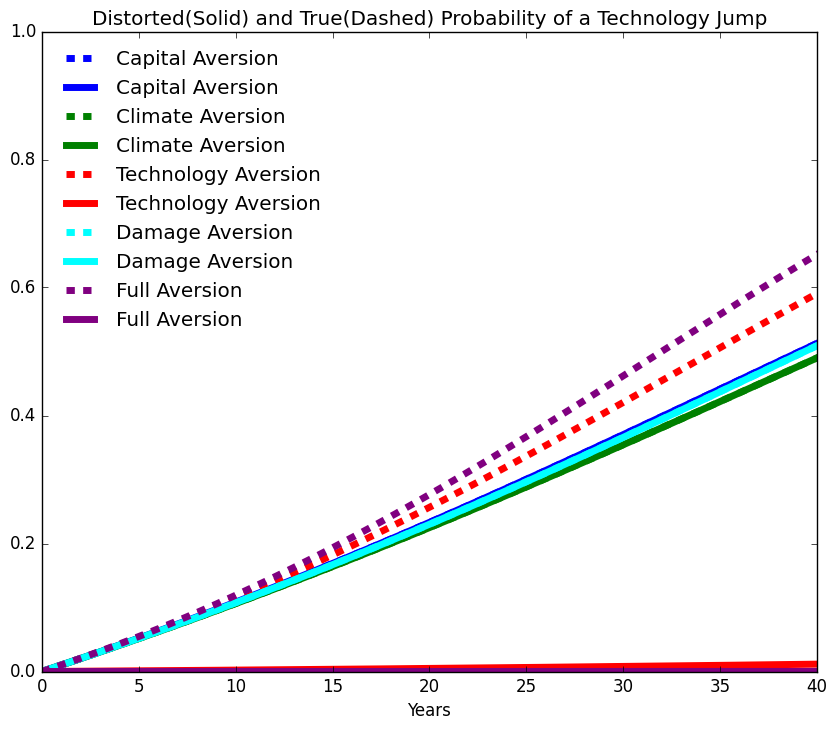 Distorted(Solid) and True(Dashed) Probability of a Technology Jump
1.0
0.8
0.6
0.4
0.2
0.0
Capital Aversion
Capital Aversion
Climate Aversion
Climate Aversion
Technology Aversion
Technology Aversion
Damage Aversion
Damage Aversion
Full Aversion
Full Aversion
0 5 10 15 20 25 30 35 40
Years